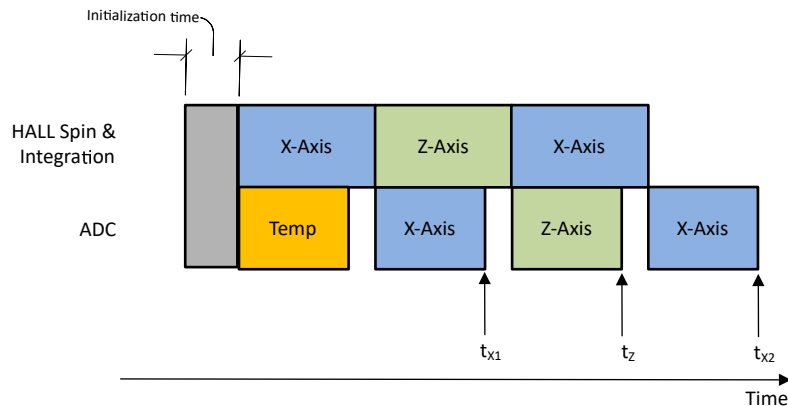 Initialization time
HALL Spin &
Integration
X-Axis
Z-Axis
X-Axis
ADC
Temp
X-Axis
Z-Axis
X-Axis
tX1
tZ
tX2
Time